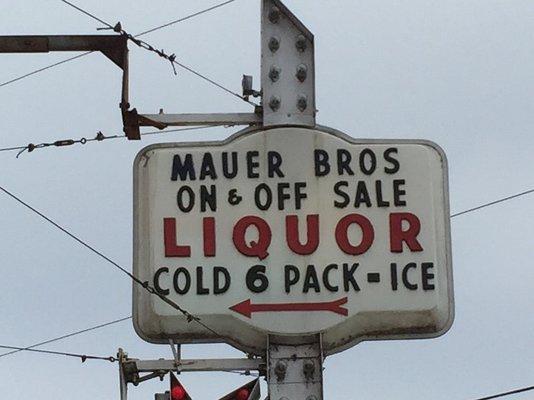 MAUER BROS
ON & OFF SALE
LIQUOR
COLD 6 PACK - ICE